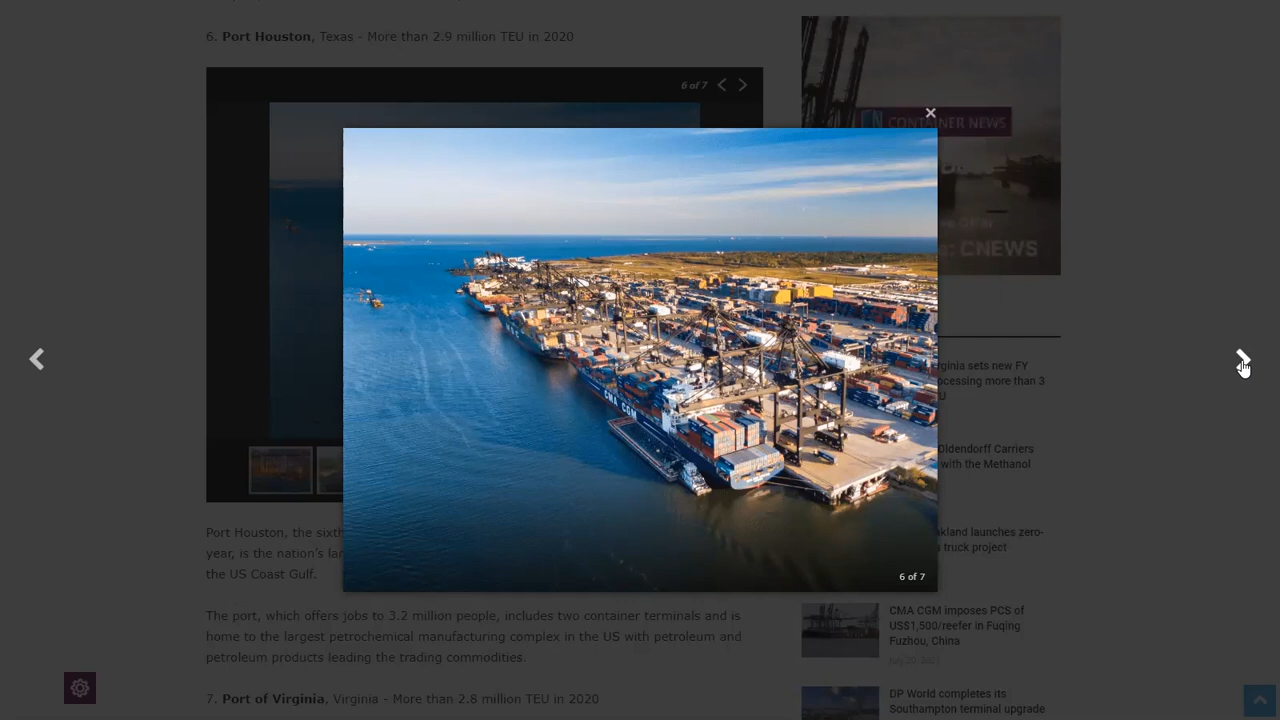 6. Port Houston, Texas - More than 2.9 million TEU in 2020
6 of 7
×
CONTAINER NEWS
: CNEWS
CMA CGM
6 of 7
rginia sets new FY
ocessing more than 3
U
Oldendorff Carriers
with the Methanol
kland launches zero-
truck project
Port Houston, the sixth
year, is the nation's
the US Coast Gulf.
The port, which offers jobs to 3.2 million people, includes two container terminals and is
home to the largest petrochemical manufacturing complex in the US with petroleum and
petroleum products leading the trading commodities.
7. Port of Virginia, Virginia - More than 2.8 million TEU in 2020
CMA CGM imposes PCS of
US$1,500/reefer in Fuqing
Fuzhou, China
DP World completes its
Southampton terminal upgrade